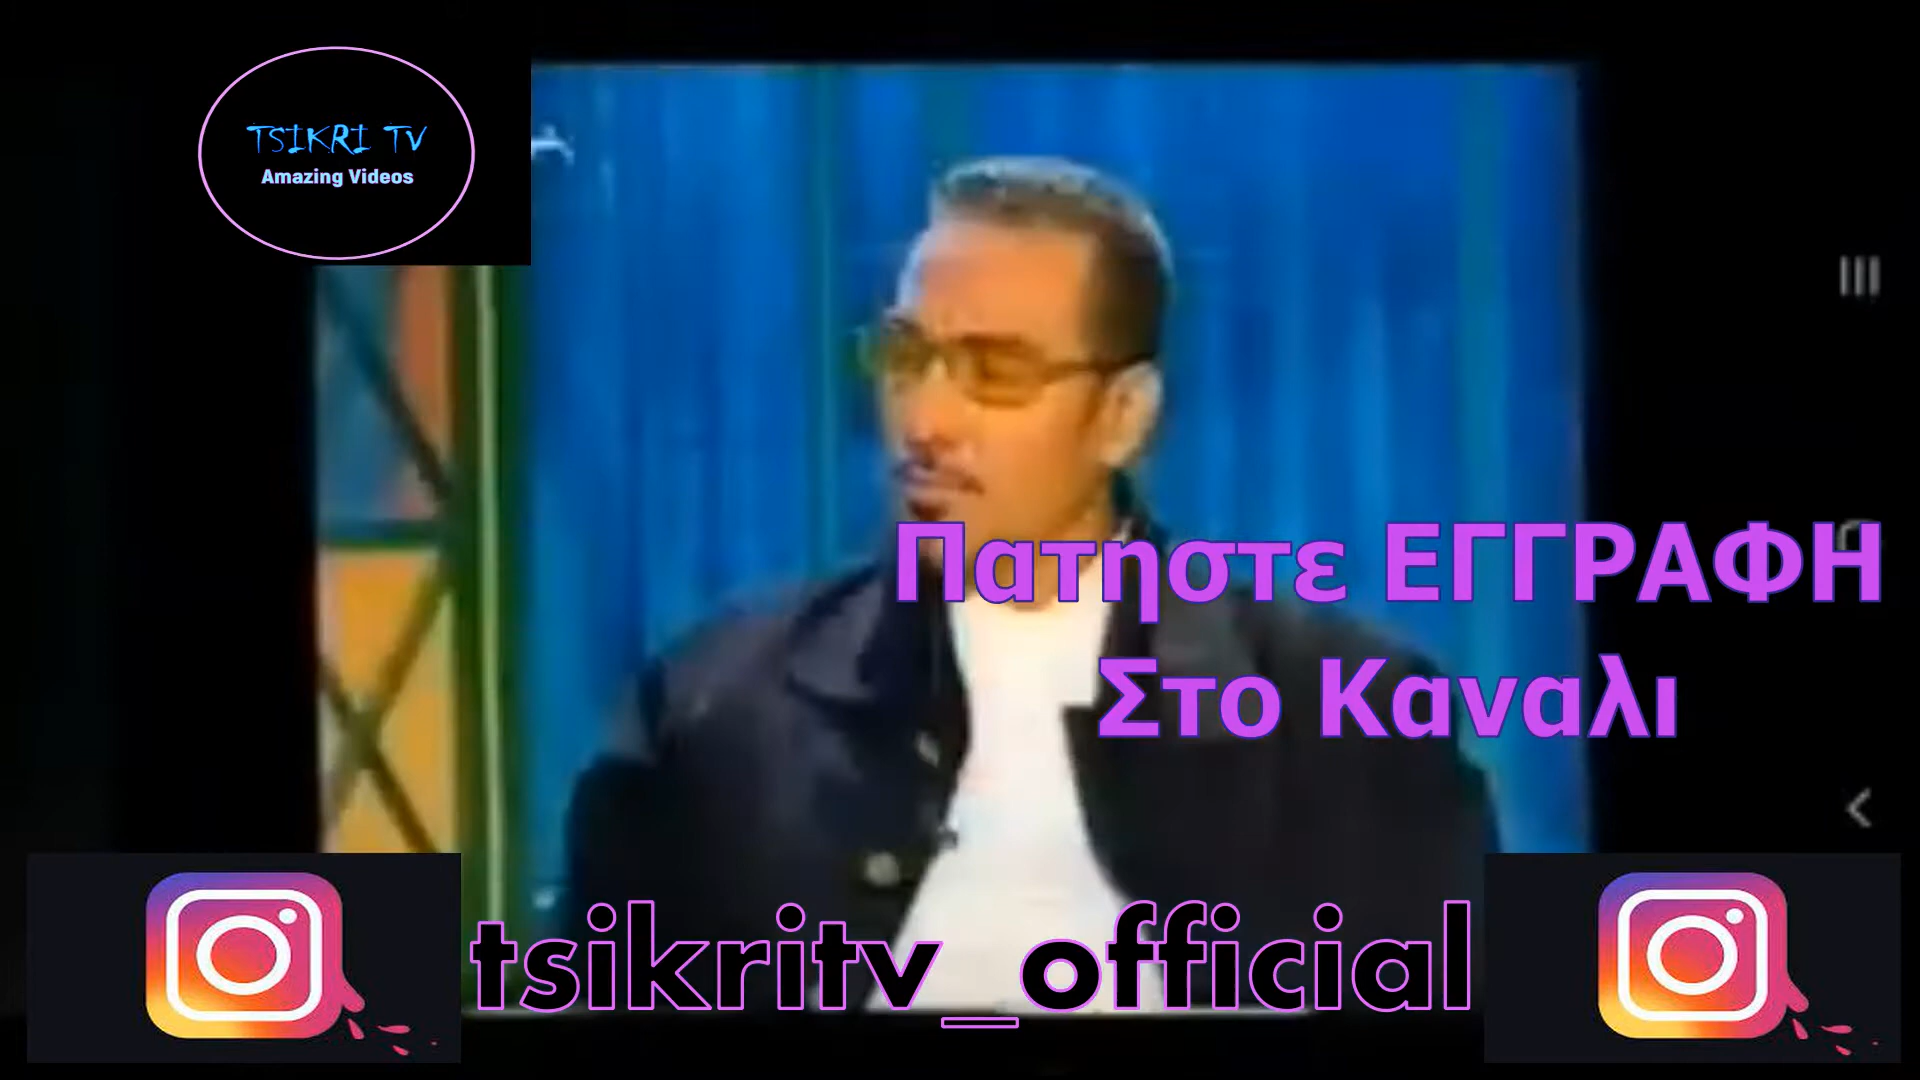 TSIKRI TV
Amazing Videos
Πατηστε ΕΓΓΡΑΦΗ
Στο Καναλι
tsikritv_official